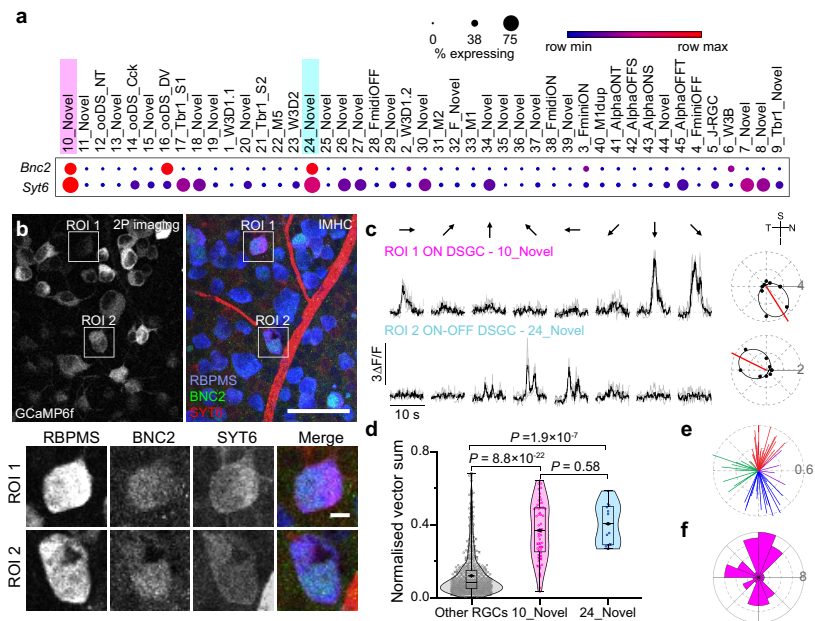 a
0 38 75
% expressing
row min row max
10_Novel
11_Novel
12_ooDS_NT
13_Novel
14_ooDS_Cck
15_Novel
16_ooDS_DV
17_Tbr1_S1
18_Novel
19_Novel
1_W3D1.1
20_Novel
21_Tbr1_S2
22_M5
23_W3D2
24_Novel
25_Novel
26_Novel
27_Novel
28_FmidiOFF
29_Novel
2_W3D1.2
30_Novel
31_M2
32_F_Novel
33_M1
34_Novel
35_Novel
36_Novel
37_Novel
38_FmidiON
39_Novel
3_FminiON
40_M1dup
41_AlphaONT
42_AlphaOFFS
43_AlphaONS
44_Novel
45_AlphaOFFT
4_FminiOFF
5_J-RGC
6_W3B
7_Novel
8_Novel
9_Tbr1_Novel
Bnc2
Syt6
b
ROI 1
2P imaging
ROI 2
GCaMP6f
ROI 1
IMHC
ROI 2
RBPMS
BNC2
SYT6
RBPMS BNC2 SYT6 Merge
ROI 1
ROI 2
c
ROI 1 ON DSGC - 10_Novel
ROI 2 ON-OFF DSGC - 24_Novel
3ΔF/F
10 s
S
T N
I
4
2
d
Normalised vector sum
0.8
0.4
0.0
P =1.9×10-7
P = 8.8×10-22
P = 0.58
Other RGCs 10_Novel 24_Novel
e
0.6
f
8